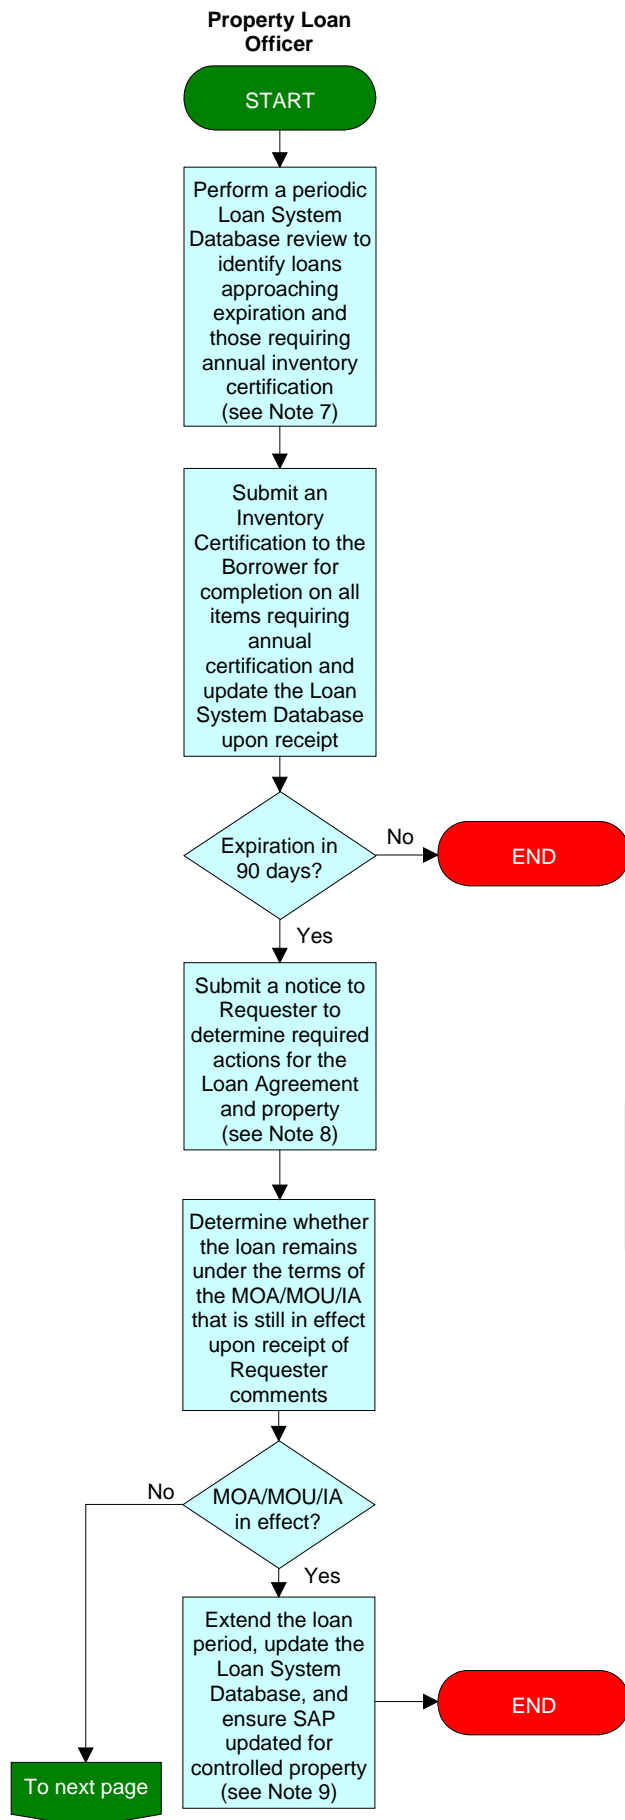 Property Loan
Officer
START
Perform a periodic
Loan System
Database review to
identify loans
approaching
expiration and
those requiring
annual inventory
certification
(see Note 7)
Submit an
Inventory
Certification to the
Borrower for
completion on all
items requiring
annual
certification and
update the Loan
System Database
upon receipt
Expiration in
90 days?
No
END
Yes
Submit a notice to
Requester to
determine required
actions for the
Loan Agreement
and property
(see Note 8)
Determine whether
the loan remains
under the terms of
the MOA/MOU/IA
that is still in effect
upon receipt of
Requester
comments
No
MOA/MOU/IA
in effect?
Yes
Extend the loan
period, update the
Loan System
Database, and
ensure SAP
updated for
controlled property
(see Note 9)
END
To next page